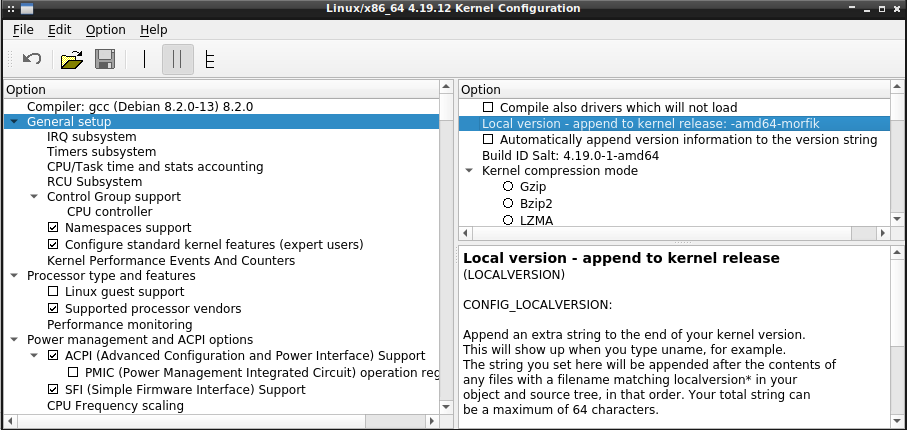 Linux/x86_64 4.19.12 Kernel Configuration
File Edit Option Help
Option
Compiler: gcc (Debian 8.2.0-13) 8.2.0
General setup
IRQ subsystem
Timers subsystem
CPU/Task time and stats accounting
RCU Subsystem
Control Group support
CPU controller
Namespaces support
Configure standard kernel features (expert users)
Kernel Performance Events And Counters
Processor type and features
Linux guest support
Supported processor vendors
Performance monitoring
Power management and ACPI options
ACPI (Advanced Configuration and Power Interface) Support
PMIC (Power Management Integrated Circuit) operation reg
SFI (Simple Firmware Interface) Support
CPU Frequency scaling
Option
Compile also drivers which will not load
Local version - append to kernel release: -amd64-morfik
Automatically append version information to the version string
Build ID Salt: 4.19.0-1-amd64
Kernel compression mode
Gzip
Bzip2
LZMA
Local version - append to kernel release
(LOCALVERSION)
CONFIG_LOCALVERSION:
Append an extra string to the end of your kernel version.
This will show up when you type uname, for example.
The string you set here will be appended after the contents of
any files with a filename matching localversion* in your
object and source tree, in that order. Your total string can
be a maximum of 64 characters.